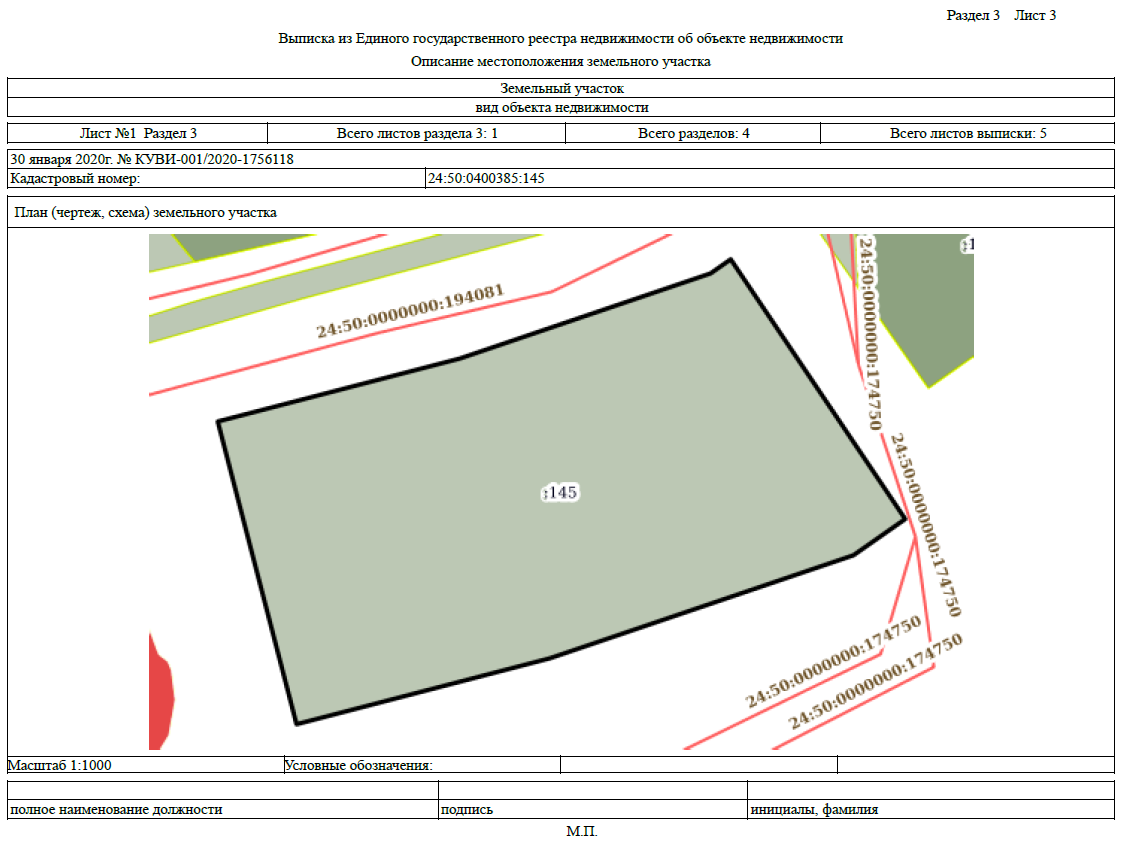 Раздел 3 Лист 3
Выписка из Единого государственного реестра недвижимости об объекте недвижимости
Описание местоположения земельного участка
Земельный участок
вид объекта недвижимости
Лист №1 Раздел 3 Всего листов раздела 3: 1 Всего разделов: 4 Всего листов выписки: 5
30 января 2020г. № КУВИ-001/2020-1756118
Кадастровый номер: 24:50:0400385:145
План (чертеж, схема) земельного участка
24:50:0000000:194081
24:50:0000000:174750
:1
24:50:0000000:174750
:145
24:50:0000000:174750
24:50:0000000:174750
Масштаб 1:1000 Условные обозначения:
полное наименование должности подпись инициалы, фамилия
М.П.